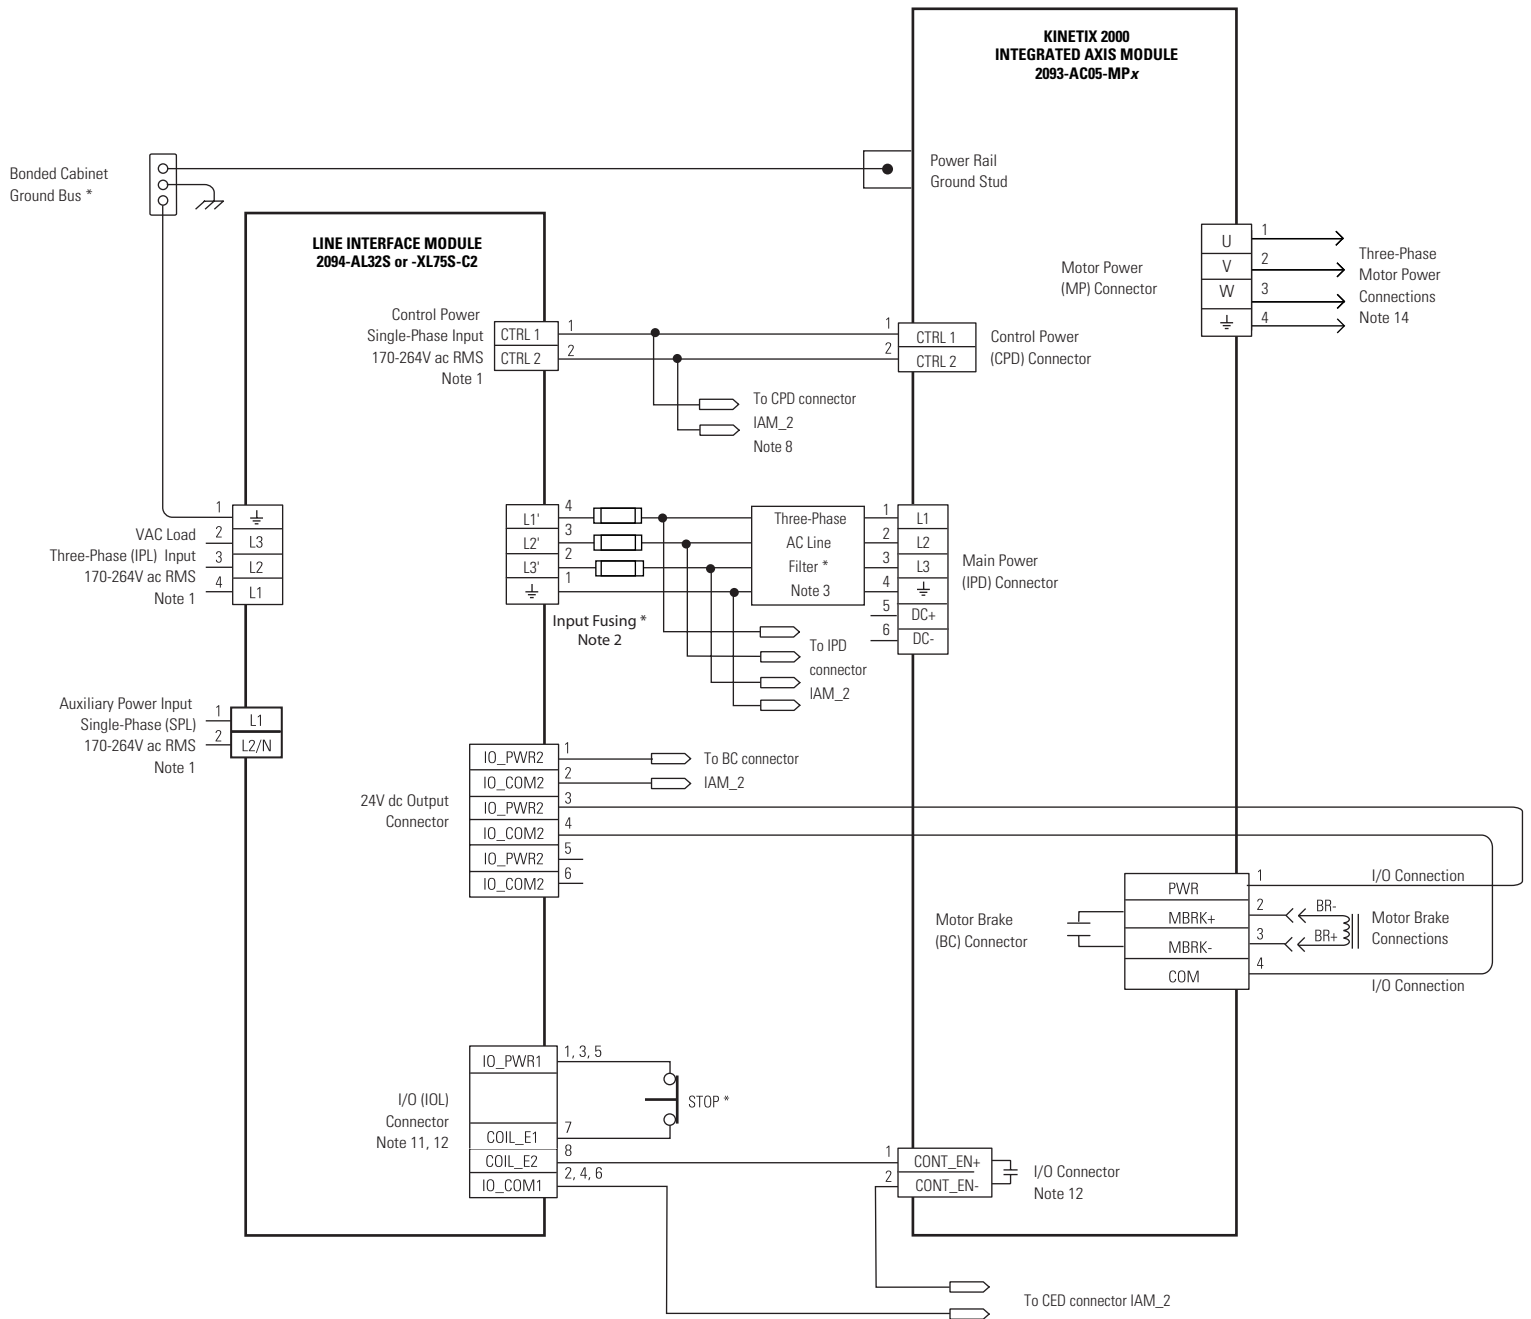 KINETIX 2000
INTEGRATED AXIS MODULE
2093-AC05-MPx
Bonded Cabinet
Ground Bus *
Power Rail
Ground Stud
LINE INTERFACE MODULE
2094-AL32S or -XL75S-C2
Motor Power
(MP) Connector
U
V
W
1
2
3
4
Three-Phase
Motor Power
Connections
Note 14
Control Power
Single-Phase Input
170-264V ac RMS
Note 1
CTRL 1
CTRL 2
1
2
1
2
CTRL 1
CTRL 2
Control Power
(CPD) Connector
To CPD connector
IAM_2
Note 8
VAC Load
Three-Phase (IPL) Input
170-264V ac RMS
Note 1
1
2
3
4
L3
L2
L1
L1'
L2'
L3'
4
3
2
1
Input Fusing *
Note 2
Three-Phase
AC Line
Filter *
Note 3
1
2
3
4
5
6
L1
L2
L3
DC+
DC-
Main Power
(IPD) Connector
To IPD
connector
IAM_2
Auxiliary Power Input
Single-Phase (SPL)
170-264V ac RMS
Note 1
1
2
L1
L2/N
24V dc Output
Connector
IO_PWR2
IO_COM2
IO_PWR2
IO_COM2
IO_PWR2
IO_COM2
1
2
3
4
5
6
To BC connector
IAM_2
Motor Brake
(BC) Connector
PWR
MBRK+
MBRK-
COM
1
2
3
4
I/O Connection
BR-
BR+
Motor Brake
Connections
I/O Connection
I/O (IOL)
Connector
Note 11, 12
IO_PWR1
COIL_E1
COIL_E2
IO_COM1
1, 3, 5
7
8
2, 4, 6
STOP *
1
2
CONT_EN+
CONT_EN-
I/O Connector
Note 12
To CED connector IAM_2